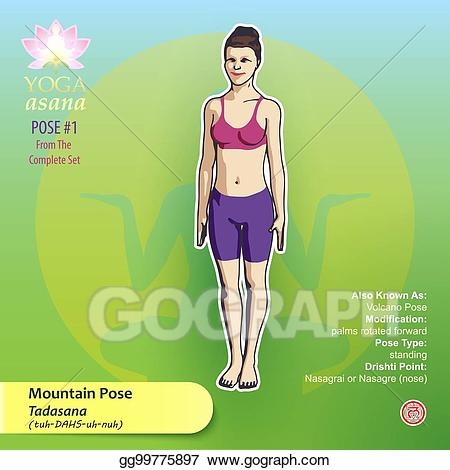 YOGA
asana
POSE #1
From The
Complete Set
GOGRAPH
Also Known As:
Volcano Pose
Modification:
palms rotated forward
Pose Type:
standing
Drishti Point:
Nasagrai or Nasagre (nose)
Mountain Pose
Tadasana
(tuh-DAHS-uh-nuh)
gg99775897 www.gograph.com